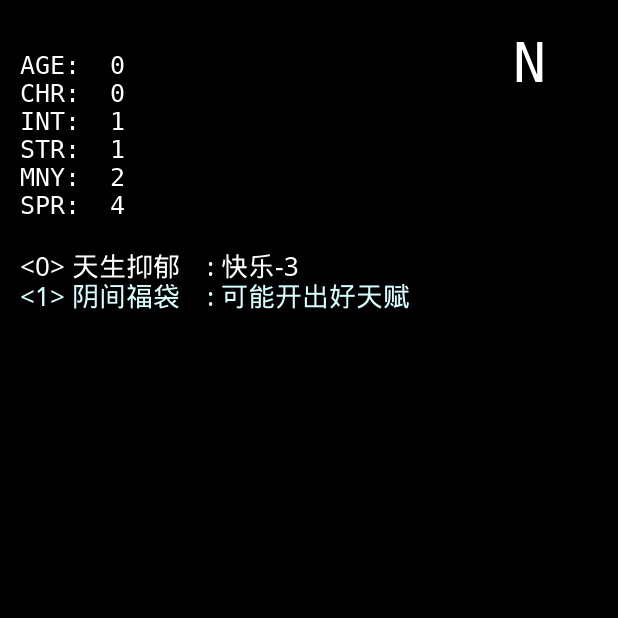 N
AGE: 0
CHR: 0
INT: 1
STR: 1
MNY: 2
SPR: 4
<0> 天生抑郁 : 快乐-3
<1> 阴间福袋 : 可能开出好天赋